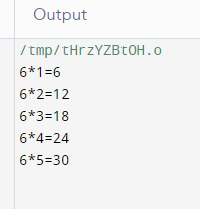 Output
/tmp/tHrzYZBtOH.o
6*1=6
6*2=12
6*3=18
6*4=24
6*5=30